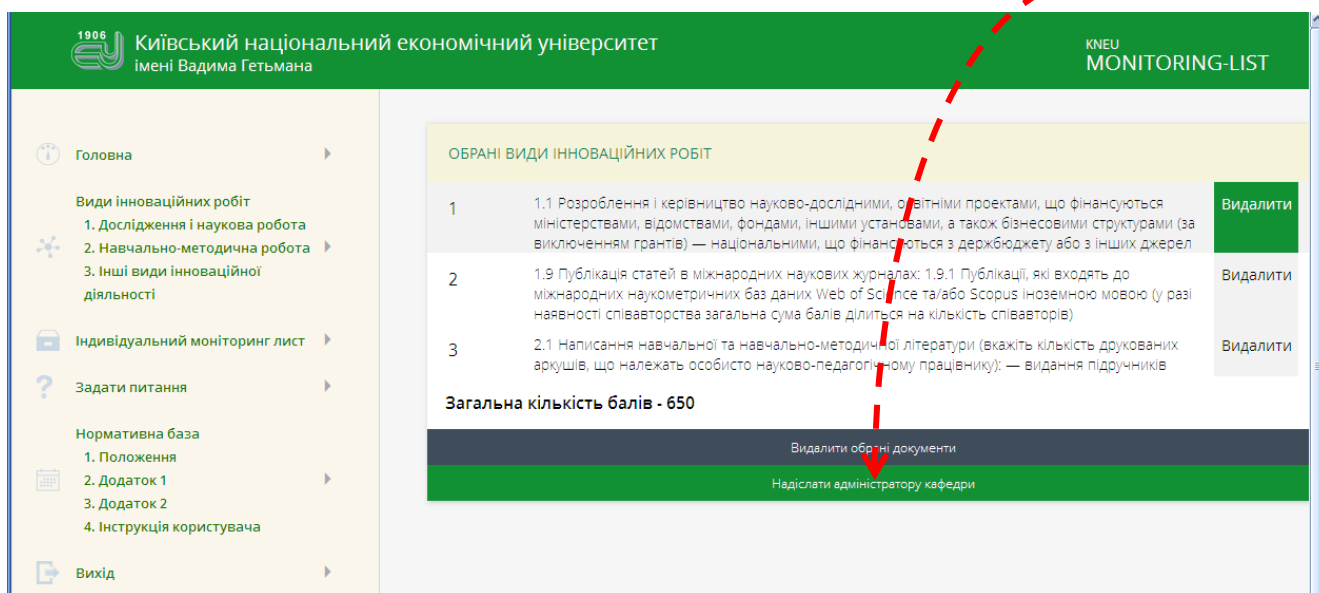 1906
Київський національний економічний університет
імені Вадима Гетьмана
KNEU
MONITORING-LIST
Головна
Види інноваційних робіт
1. Дослідження і наукова робота
2. Навчально-методична робота
3. Інші види інноваційної
діяльності
Індивідуальний моніторинг лист
Задати питання
Нормативна база
1. Положення
2. Додаток 1
3. Додаток 2
4. Інструкція користувача
Вихід
ОБРАНІ ВИДИ ІННОВАЦІЙНИХ РОБІТ
1
1.1 Розроблення і керівництво науково-дослідними, освітніми проектами, що фінансуються
міністерствами, відомствами, фондами, іншими установами, а також бізнесовими структурами (за
виключенням грантів) — національними, що фінансуються з держбюджету або з інших джерел
Видалити
2
1.9 Публікація статей в міжнародних наукових журналах: 1.9.1 Публікації, які входять до
міжнародних наукометричних баз даних Web of Science та/або Scopus іноземною мовою (у разі
наявності співавторства загальна сума балів ділиться на кількість співавторів)
Видалити
3
2.1 Написання навчальної та навчально-методичної літератури (вкажіть кількість друкованих
аркушів, що належать особисто науково-педагогічному працівнику): — видання підручників
Видалити
Загальна кількість балів - 650
Видалити обрані документи
Надіслати адміністратору кафедри